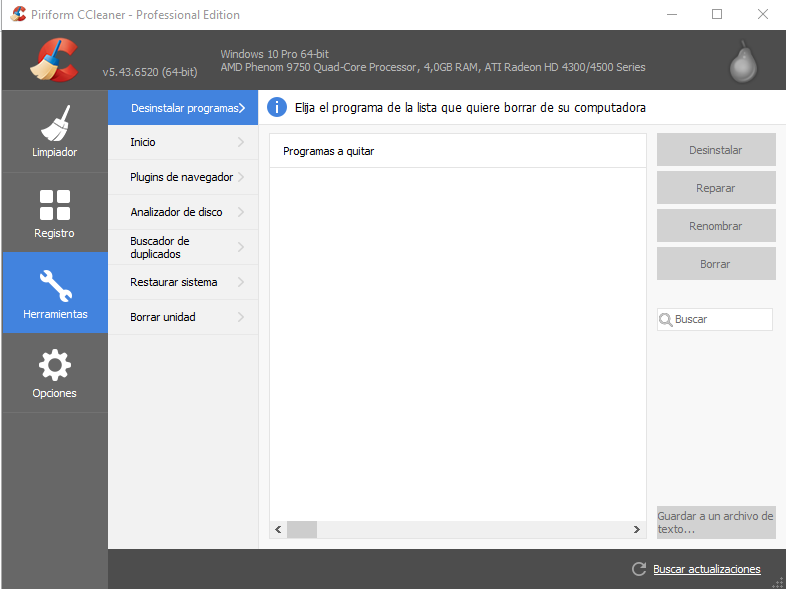 Piriform CCleaner - Professional Edition
v5.43.6520 (64-bit)
Windows 10 Pro 64-bit
AMD Phenom 9750 Quad-Core Processor, 4,0GB RAM, ATI Radeon HD 4300/4500 Series
Limpiador
Registro
Herramientas
Opciones
Desinstalar programas
Inicio
Plugins de navegador
Analizador de disco
Buscador de
duplicados
Restaurar sistema
Borrar unidad
Elija el programa de la lista que quiere borrar de su computadora
Programas a quitar
Desinstalar
Reparar
Renombrar
Borrar
Buscar
Guardar a un archivo de
texto...
Buscar actualizaciones